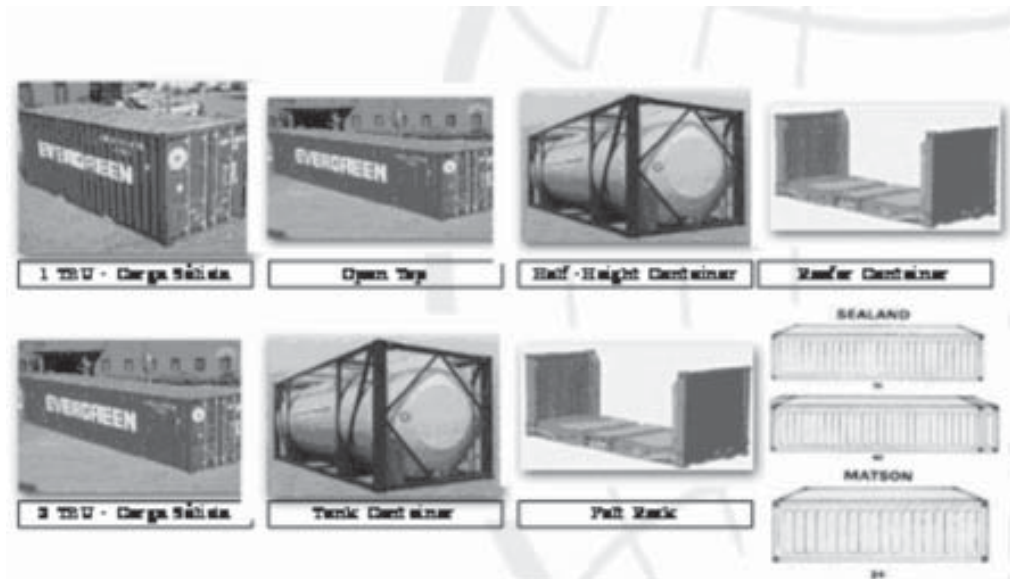 EVERGREEN
EVERGREEN
1 TEU - Carga Sólida
Open Top
Half-Height Container
Reefer Container
SEALAND
EVERGREEN
MATSON
2 TEU - Carga Sólida
Tank Container
Flat Rack
24